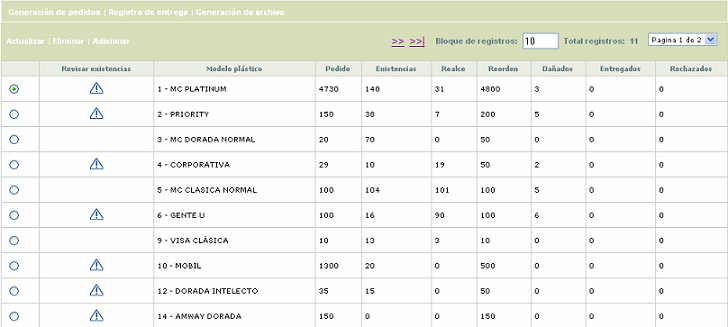 Generación de pedidos | Registro de entrega | Generación de archivo
Actualizar | Eliminar | Adicionar >> >>| Bloque de registros: 10 Total registros: 11 Pagina 1 de 2
Revisar existencias Modelo plástico Pedido Existencias Realce Reorden Dañados Entregados Rechazados
1 - MC PLATINUM 4730 140 31 4800 3 0 0
2 - PRIORITY 150 38 7 200 5 0 0
3 - MC DORADA NORMAL 20 70 0 50 0 0 0
4 - CORPORATIVA 29 10 19 50 2 0 0
5 - MC CLASICA NORMAL 100 104 101 100 5 0 0
6 - GENTE U 100 16 90 100 6 0 0
9 - VISA CLÁSICA 10 13 3 10 0 0 0
10 - MOBIL 1300 20 0 500 0 0 0
12 - DORADA INTELECTO 35 15 0 50 0 0 0
14 - AMWAY DORADA 150 0 0 150 0 0 0